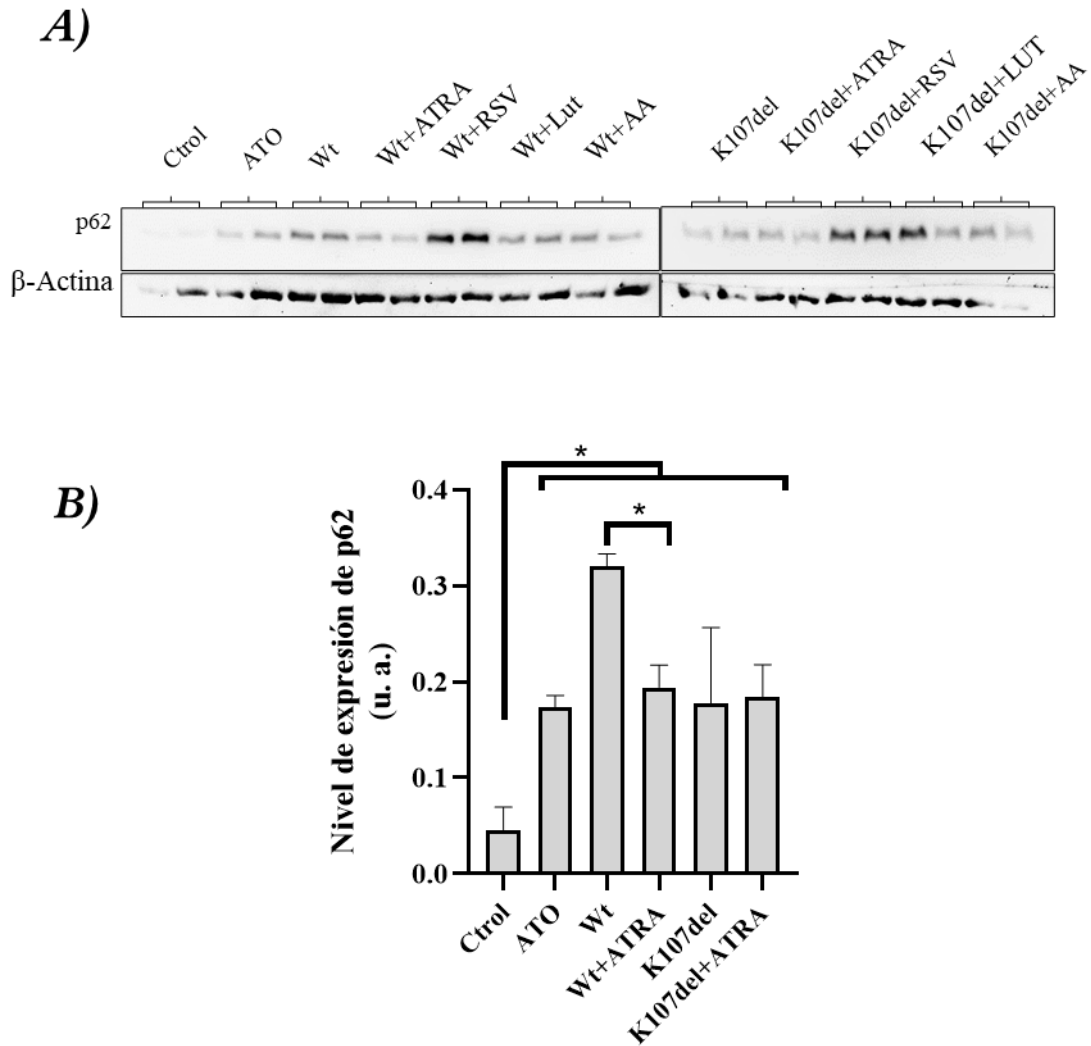 A)
Ctrol
ATO
Wt
Wt+ATRA
Wt+RSV
Wt+Lut
Wt+AA
K107del
K107del+ATRA
K107del+RSV
K107del+LUT
K107del+AA
p62
β-Actina
B)
Nivel de expresión de p62
(u. a.)
*
*
0.4
0.3
0.2
0.1
0.0
Ctrol
ATO
Wt
Wt+ATRA
K107del
K107del+ATRA